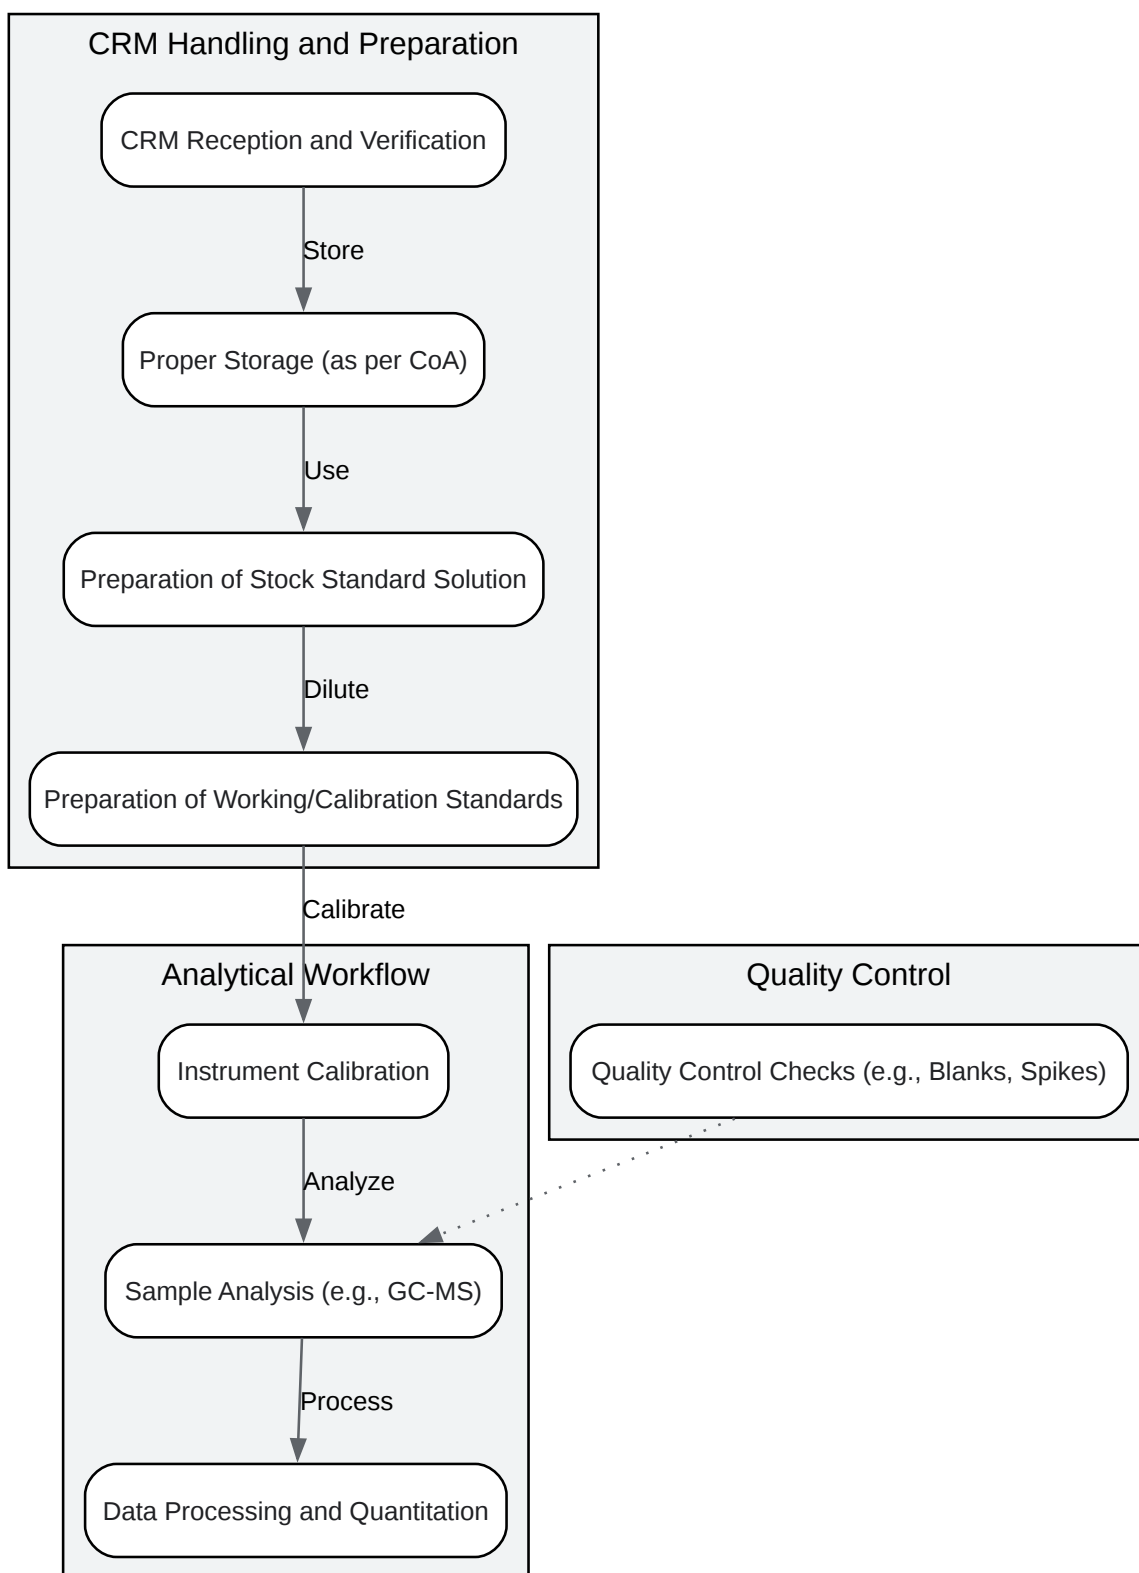 CRM Handling and Preparation
CRM Reception and Verification
Store
Proper Storage (as per CoA)
Use
Preparation of Stock Standard Solution
Dilute
Preparation of Working/Calibration Standards
Calibrate
Analytical Workflow
Quality Control
Instrument Calibration
Quality Control Checks (e.g., Blanks, Spikes)
Analyze
Sample Analysis (e.g., GC-MS)
Process
Data Processing and Quantitation